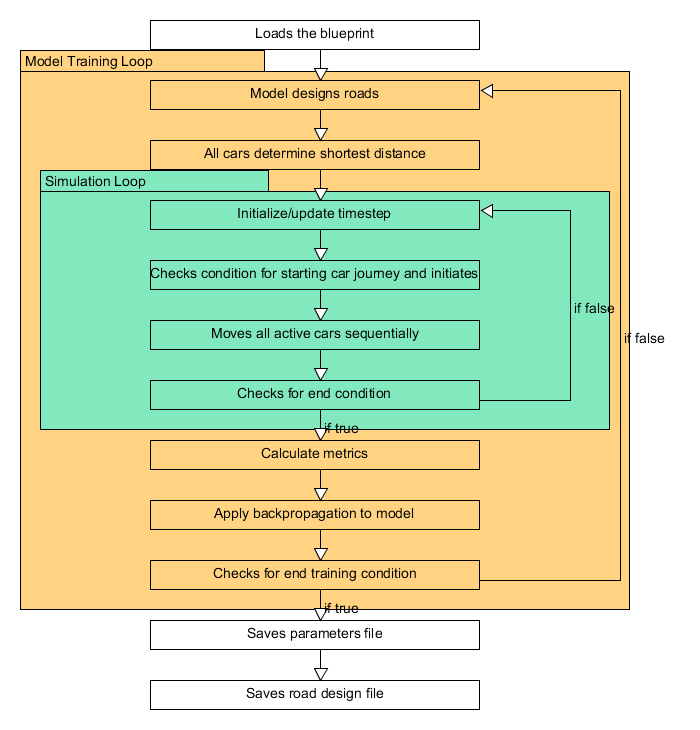 Loads the blueprint
Model Training Loop
Model designs roads
All cars determine shortest distance
Simulation Loop
Initialize/update timestep
Checks condition for starting car journey and initiates
if false
Moves all active cars sequentially
if false
Checks for end condition
if true
Calculate metrics
Apply backpropagation to model
Checks for end training condition
if true
Saves parameters file
Saves road design file